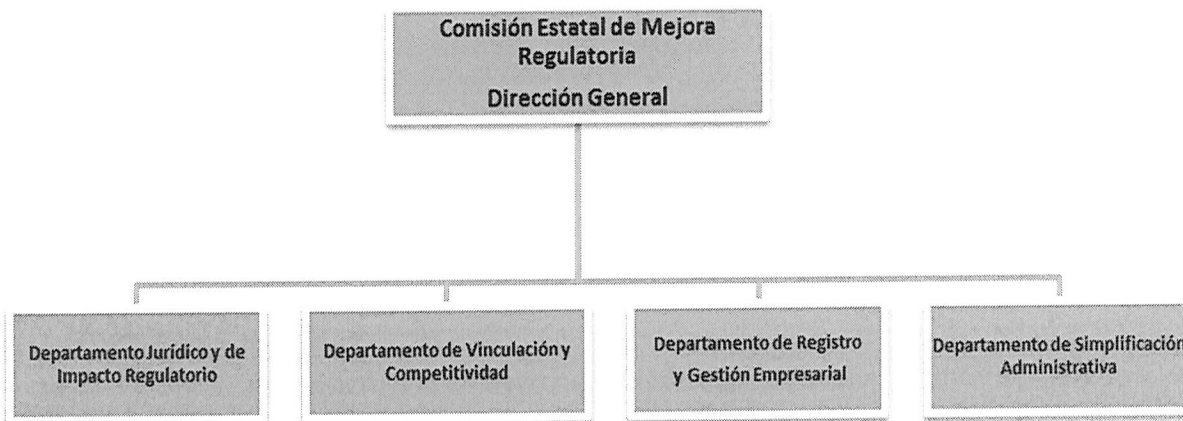 Comisión Estatal de Mejora
Regulatoria
Dirección General
Departamento Jurídico y de
Impacto Regulatorio
Departamento de Vinculación y
Competitividad
Departamento de Registro
y Gestión Empresarial
Departamento de Simplificación
Administrativa